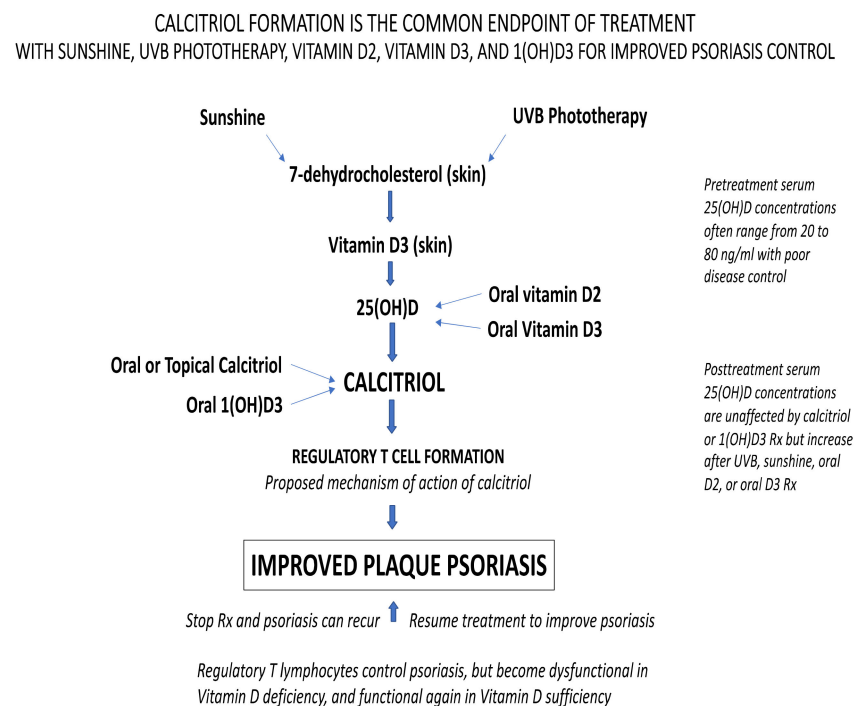 CALCITRIOL FORMATION IS THE COMMON ENDPOINT OF TREATMENT
WITH SUNSHINE, UVB PHOTOTHERAPY, VITAMIN D2, VITAMIN D3, AND 1(OH)D3 FOR IMPROVED PSORIASIS CONTROL
Sunshine
UVB Phototherapy
7-dehydrocholesterol (skin)
Vitamin D3 (skin)
25(OH)D
Oral vitamin D2
Oral Vitamin D3
Oral or Topical Calcitriol
Oral 1(OH)D3
CALCITRIOL
REGULATORY T CELL FORMATION
Proposed mechanism of action of calcitriol
IMPROVED PLAQUE PSORIASIS
Stop Rx and psoriasis can recur
Resume treatment to improve psoriasis
Regulatory T lymphocytes control psoriasis, but become dysfunctional in
Vitamin D deficiency, and functional again in Vitamin D sufficiency
Pretreatment serum
25(OH)D concentrations
often range from 20 to
80 ng/ml with poor
disease control
Posttreatment serum
25(OH)D concentrations
are unaffected by calcitriol
or 1(OH)D3 Rx but increase
after UVB, sunshine, oral
D2, or oral D3 Rx